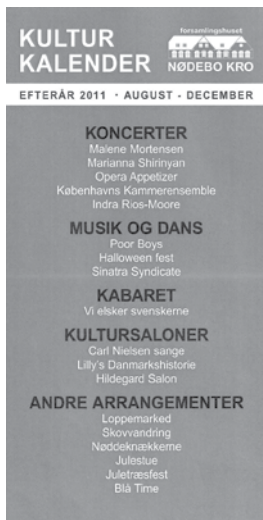 KULTUR
KALENDER
forsamlingshuset
NØDEBO KRO
EFTERÅR 2011 · AUGUST - DECEMBER
KONCERTER
Malene Mortensen
Marianna Shirinyan
Opera Appetizer
Københavns Kammerensemble
Indra Rios-Moore
MUSIK OG DANS
Poor Boys
Halloween fest
Sinatra Syndicate
KABARET
Vi elsker svenskerne
KULTURSALONER
Carl Nielsen sange
Lilly's Danmarkshistorie
Hildegard Salon
ANDRE ARRANGEMENTER
Loppemarked
Skovvandring
Nøddeknækkerne
Julestue
Juletræsfest
Blå Time